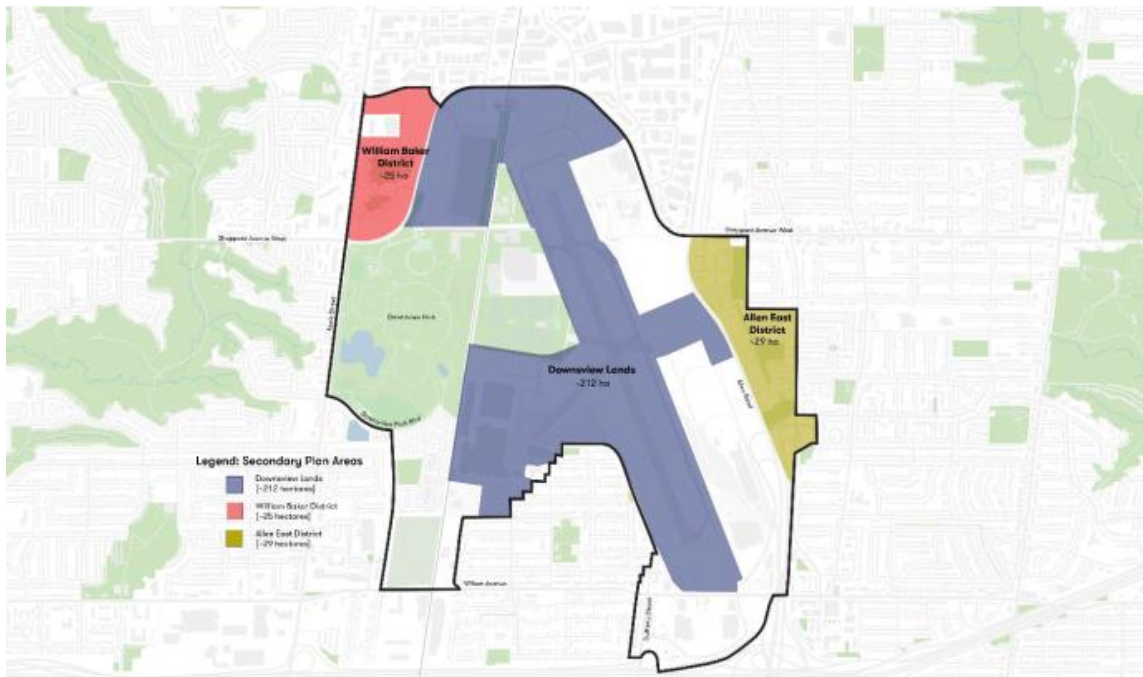 William Baker
District
~25 ha
Sheppard Avenue West
Sheppard Avenue West
Keele Street
Downsview Park
Allen East
District
~29 ha
Downsview Lands
~212 ha
Allen Road
Downsview Park Blvd
Legend: Secondary Plan Areas
Downsview Lands
(~212 hectares)
William Baker District
(~25 hectares)
Allen East District
(~29 hectares)
Wilson Avenue
Dufferin Street